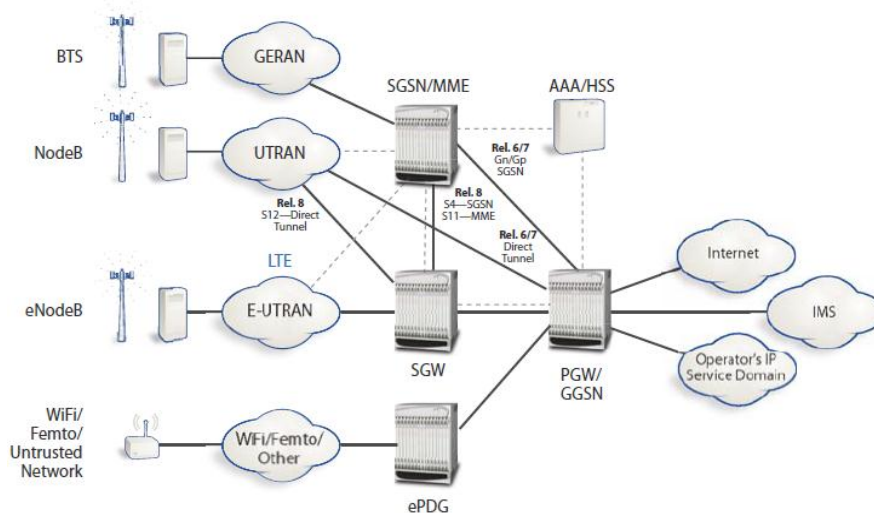 BTS
GERAN
SGSN/MME
AAA/HSS
NodeB
UTRAN
Rel. 6/7
Gn/Gp
SGSN
Rel. 8
S12—Direct
Tunnel
Rel. 8
S4—SGSN
S11—MME
Rel. 6/7
Direct
Tunnel
LTE
Internet
eNodeB
E-UTRAN
IMS
SGW
PGW/
GGSN
Operator's IP
Service Domain
WiFi/
Femto/
Untrusted
Network
WiFi/Femto/
Other
ePDG